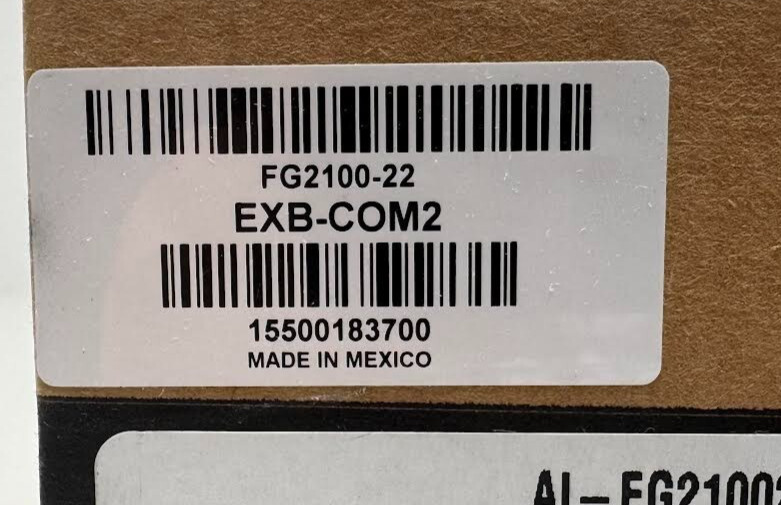 FG2100-22
EXB-COM2
15500183700
MADE IN MEXICO